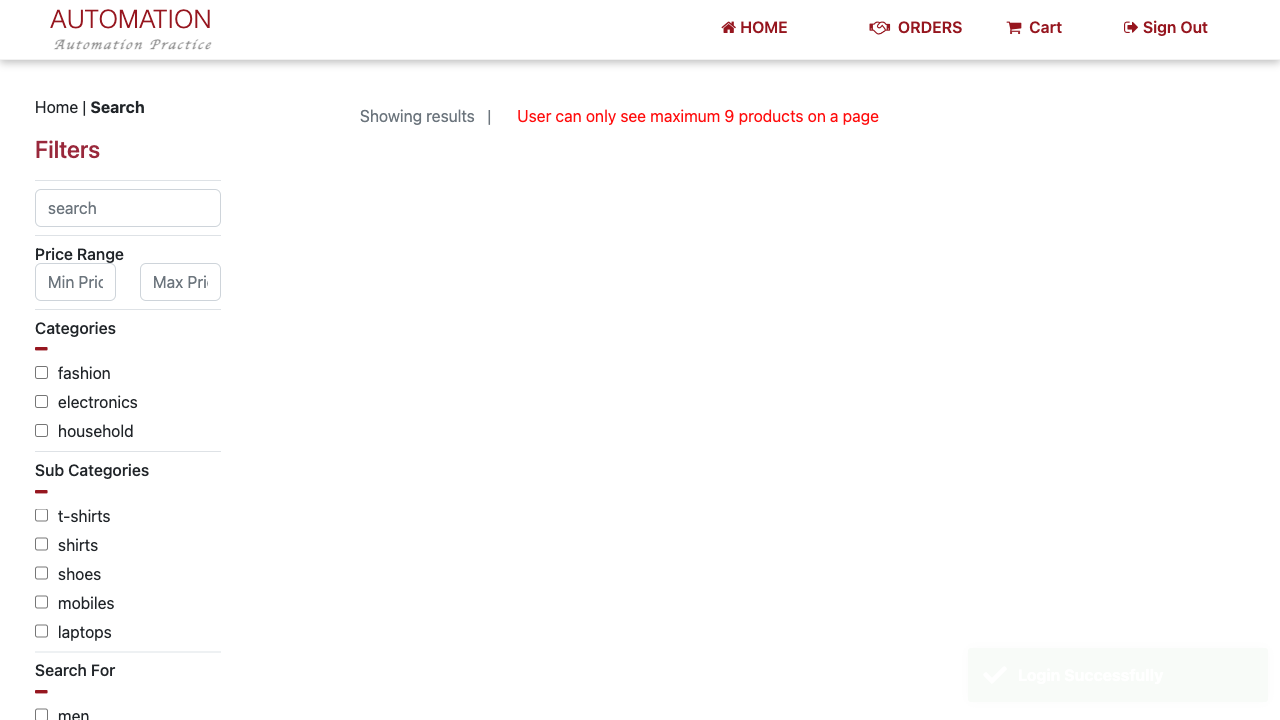 AUTOMATION
Automation Practice
HOME
ORDERS
Cart
Sign Out
Home | Search
Showing results |
User can only see maximum 9 products on a page
Filters
search
Price Range
Min Pric
Max Pri
Categories
fashion
electronics
household
Sub Categories
t-shirts
shirts
shoes
mobiles
laptops
Login Successfully
Search For
men